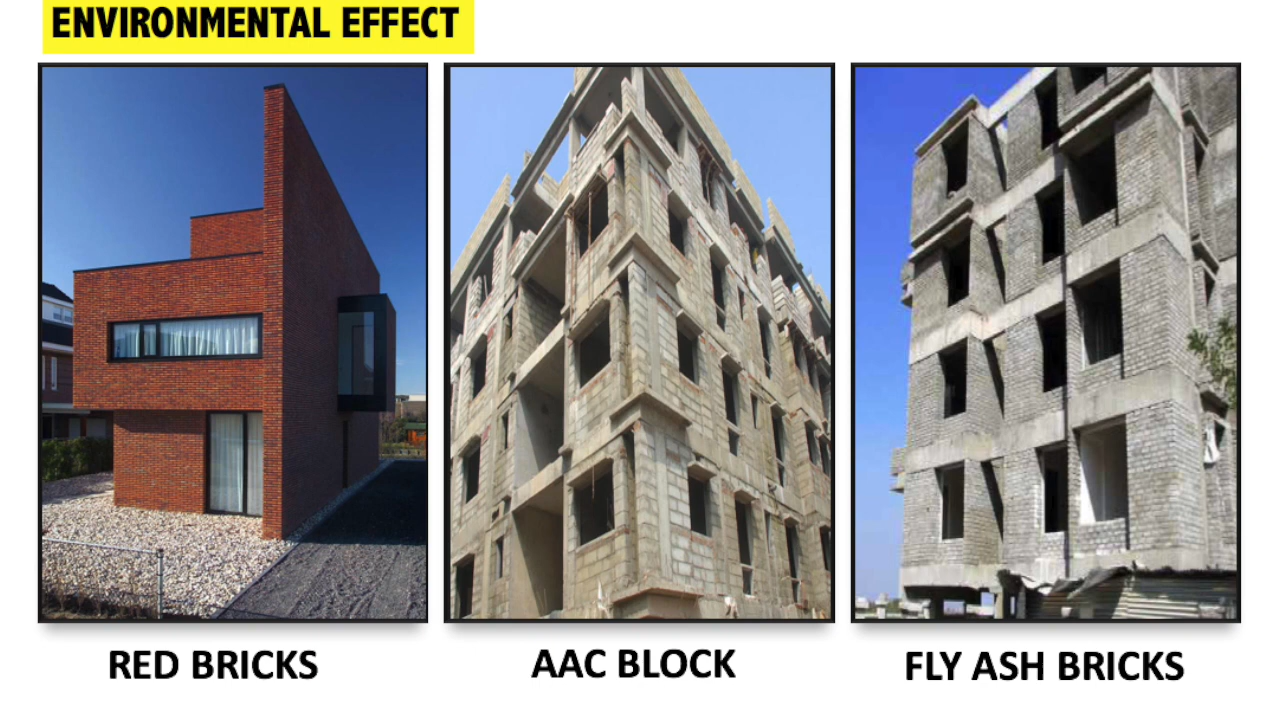 ENVIRONMENTAL EFFECT
RED BRICKS
AAC BLOCK
FLY ASH BRICKS